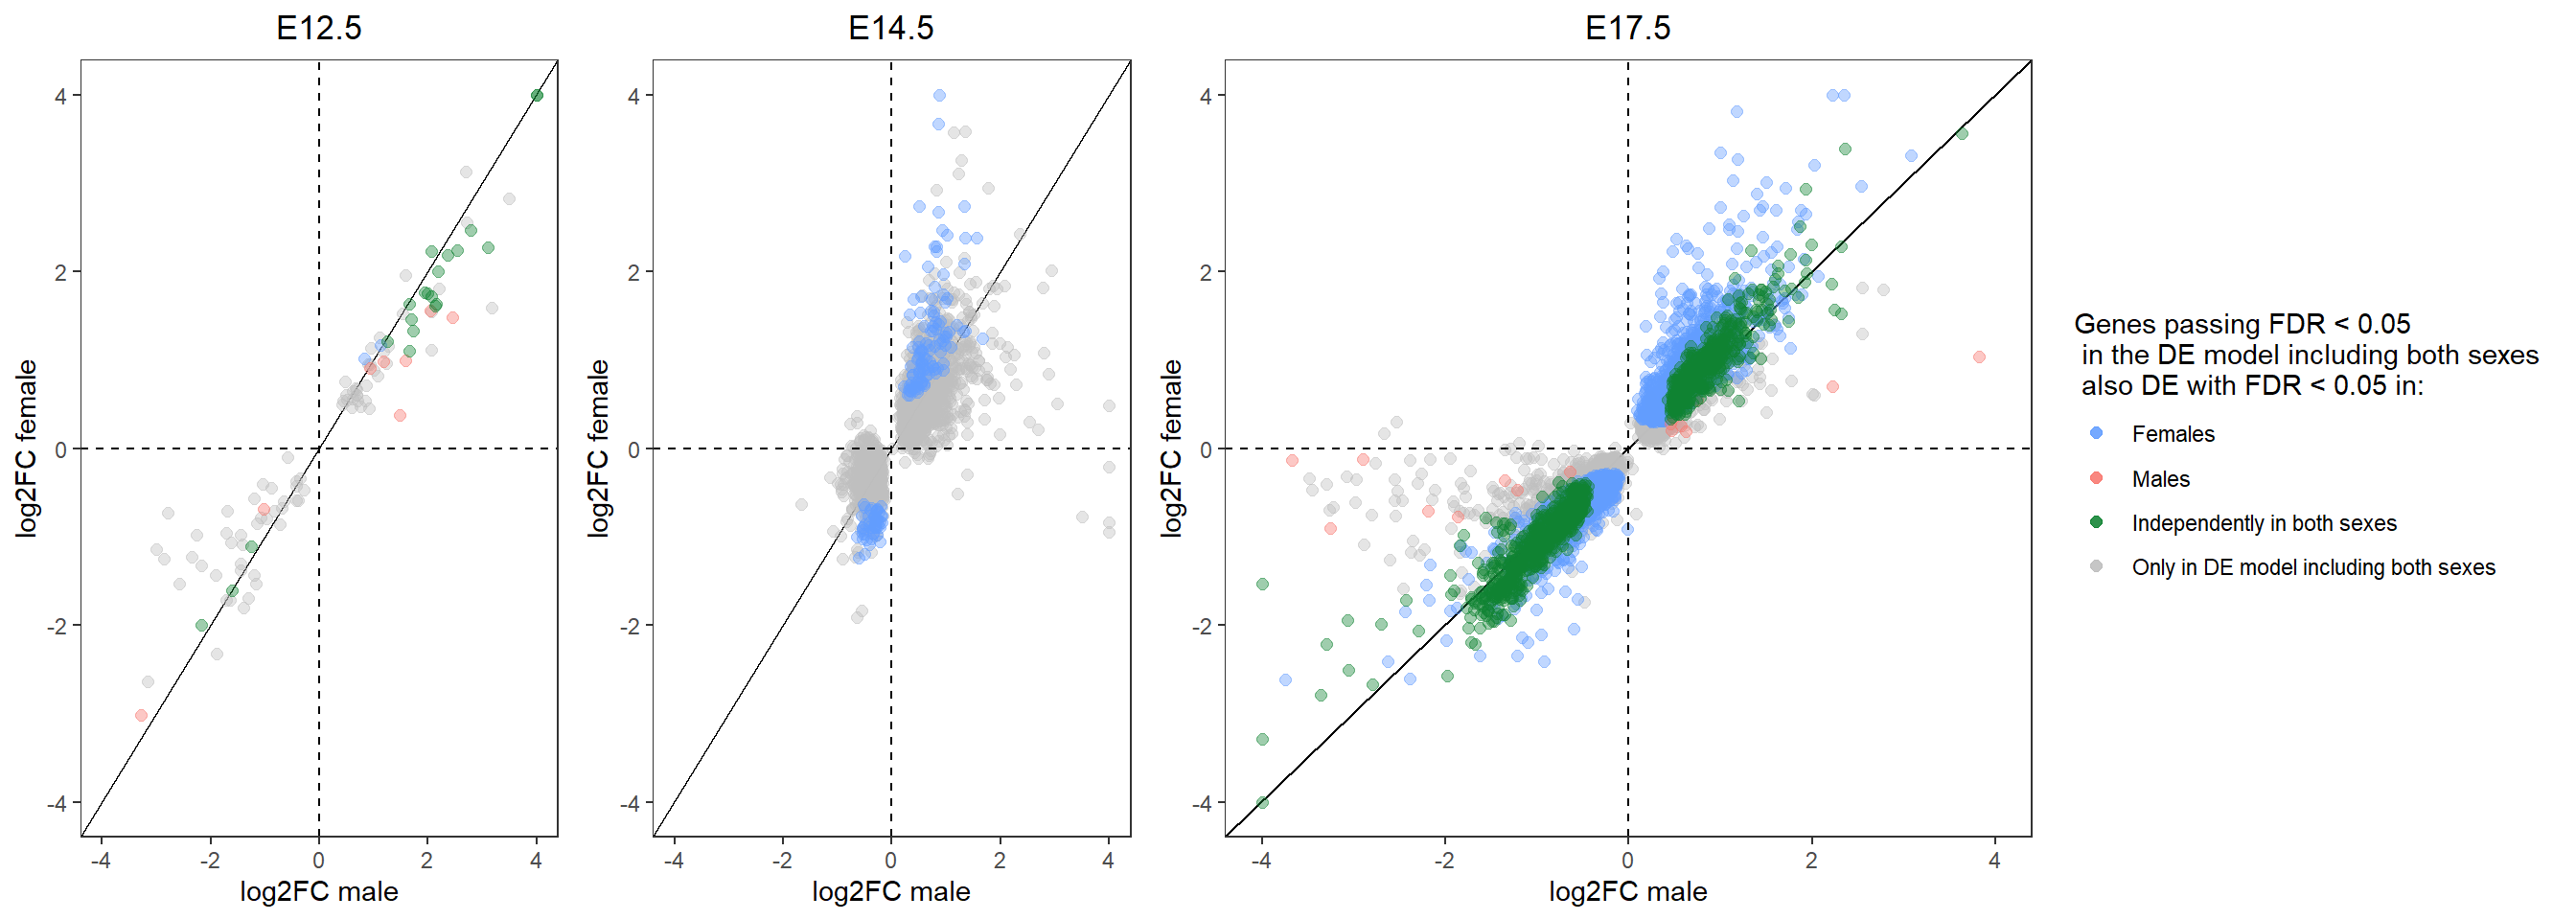 E12.5
E14.5
E17.5
log2FC female
4
2
0
-2
-4
-4
-2
0
2
4
log2FC male
log2FC female
4
2
0
-2
-4
-4
-2
0
2
4
log2FC male
log2FC female
4
2
0
-2
-4
-4
-2
0
2
4
log2FC male
Genes passing FDR < 0.05
in the DE model including both sexes
also DE with FDR < 0.05 in:
Females
Males
Independently in both sexes
Only in DE model including both sexes